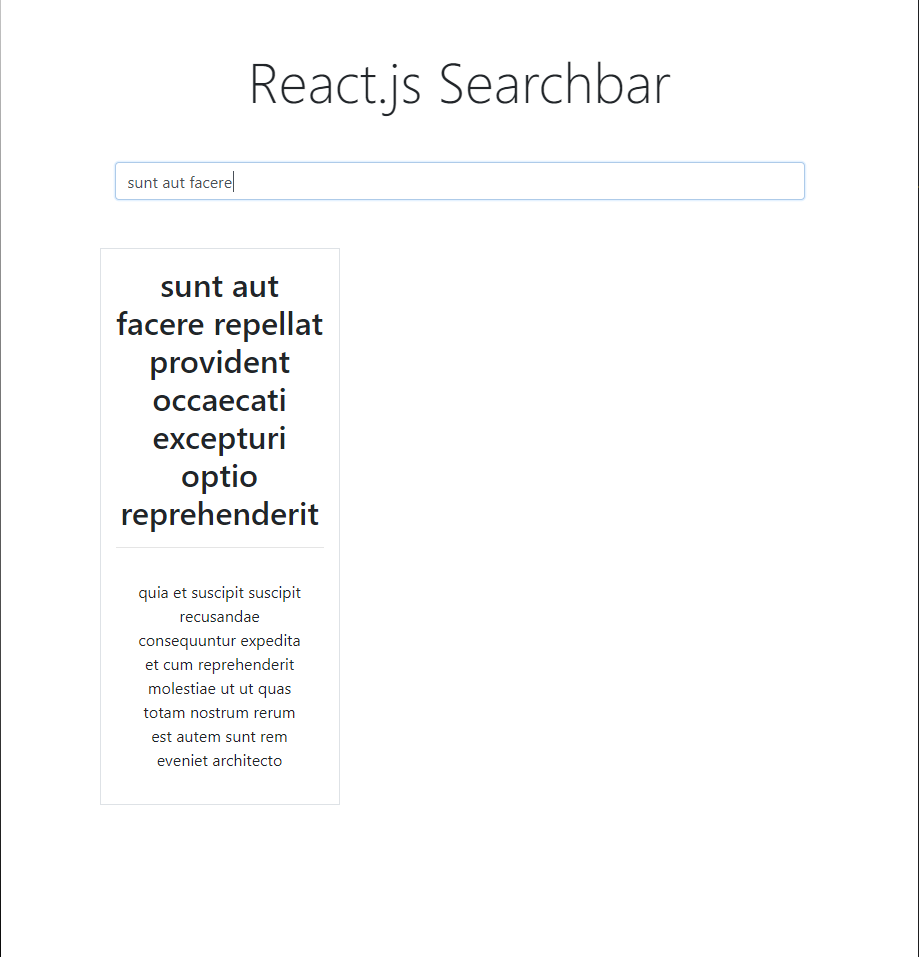 React.js Searchbar
sunt aut facere
sunt aut
facere repellat
provident
occaecati
excepturi
optio
reprehenderit
quia et suscipit suscipit
recusandae
consequuntur expedita
et cum reprehenderit
molestiae ut ut quas
totam nostrum rerum
est autem sunt rem
eveniet architecto